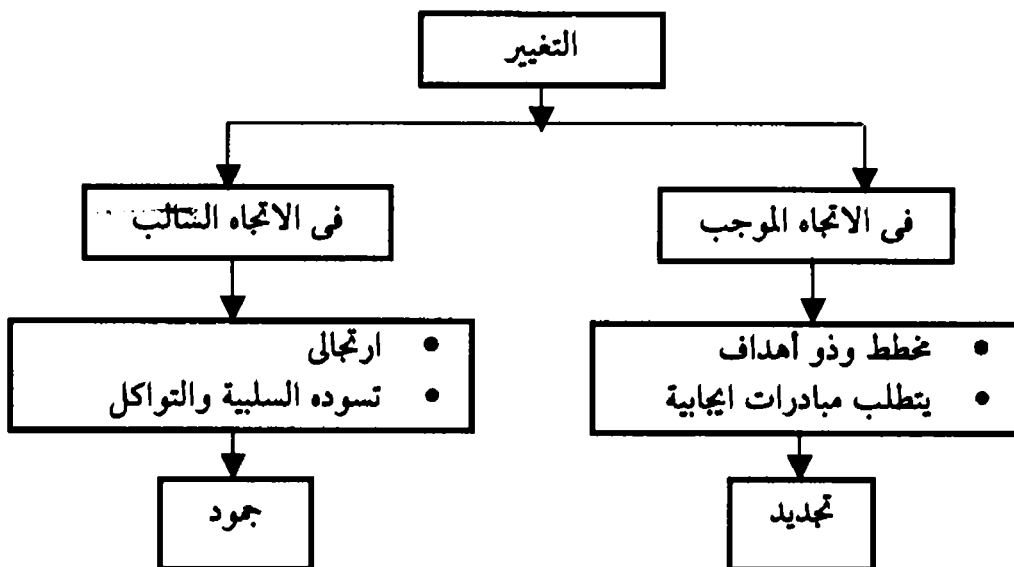 التغيير
فى الاتجاه الموجب
فى الاتجاه السالب
• مخطط وذو أهداف
• يتطلب مبادرات ايجابية
• ارتجالى
• تسوده السلبية والتواكل
تجديد
جمود